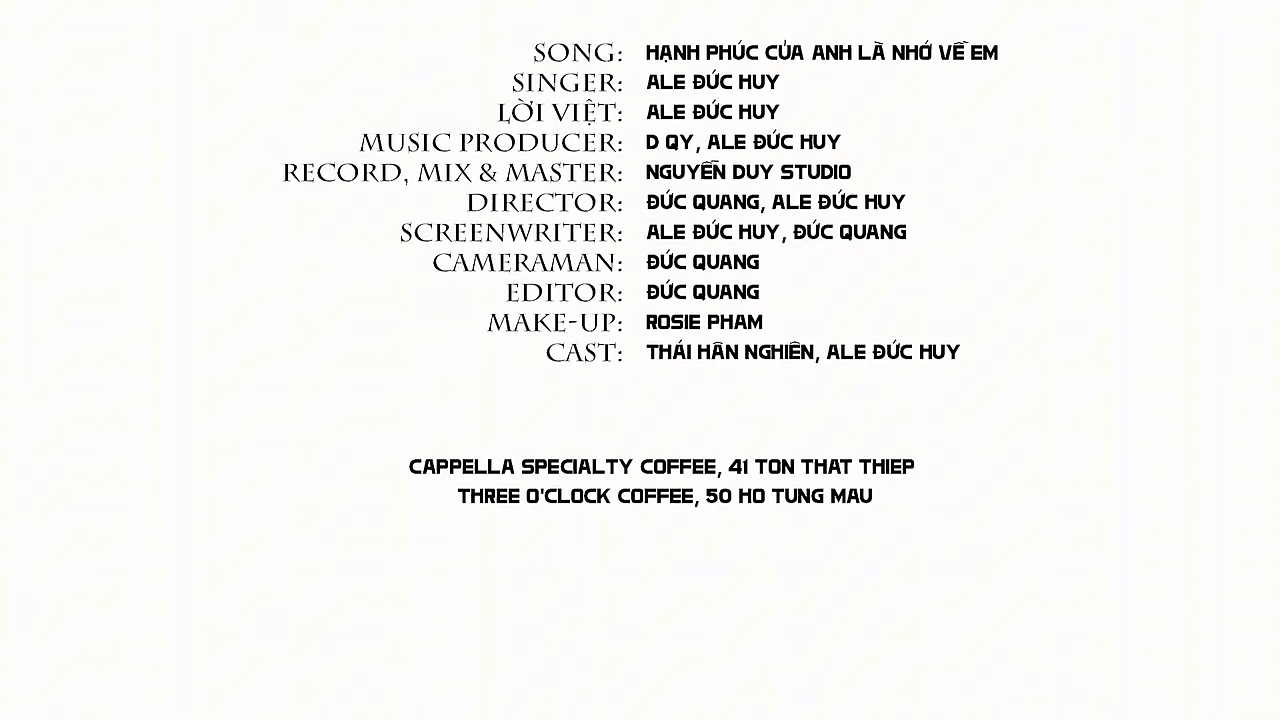 SONG: HẠNH PHÚC CỦA ANH LÀ NHỚ VỀ EM
SINGER: ALE ĐỨC HUY
LỜI VIỆT: ALE ĐỨC HUY
MUSIC PRODUCER: D QY, ALE ĐỨC HUY
RECORD, MIX & MASTER: NGUYỄN DUY STUDIO
DIRECTOR: ĐỨC QUANG, ALE ĐỨC HUY
SCREENWRITER: ALE ĐỨC HUY, ĐỨC QUANG
CAMERAMAN: ĐỨC QUANG
EDITOR: ĐỨC QUANG
MAKE-UP: ROSIE PHAM
CAST: THÁI HÂN NGHIÊN, ALE ĐỨC HUY
CAPPELLA SPECIALTY COFFEE, 41 TON THAT THIEP
THREE O'CLOCK COFFEE, 50 HO TUNG MAU